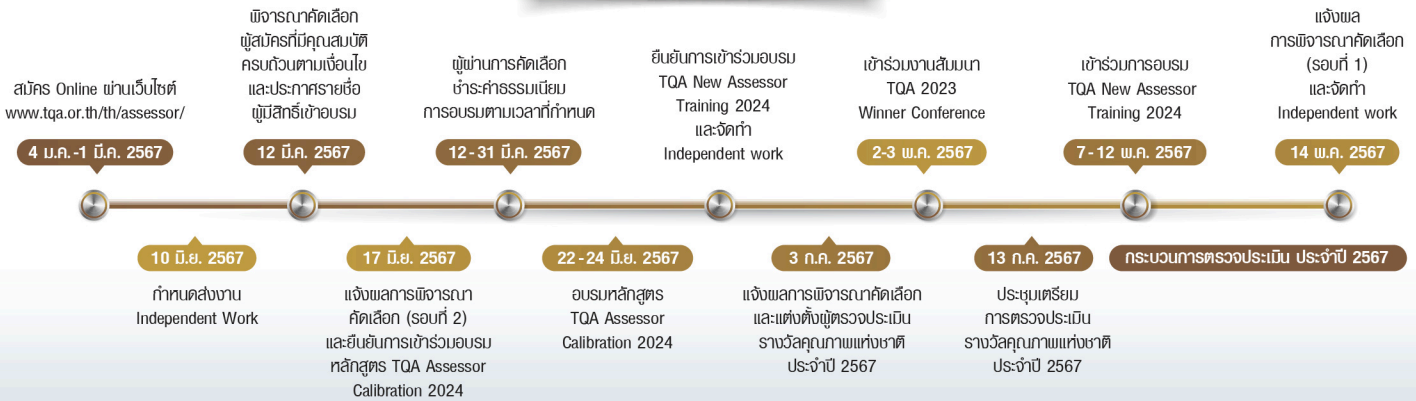 สมัคร Online ผ่านเว็บไซต์
www.tqa.or.th/th/assessor/
4 ม.ค.-1 มี.ค. 2567
พิจารณาคัดเลือก
ผู้สมัครที่มีคุณสมบัติ
ครบถ้วนตามเงื่อนไข
และประกาศรายชื่อ
ผู้มีสิทธิ์เข้าอบรม
12 มี.ค. 2567
ผู้ผ่านการคัดเลือก
ชำระค่าธรรมเนียม
การอบรมตามเวลาที่กำหนด
12-31 มี.ค. 2567
ยืนยันการเข้าร่วมอบรม
TQA New Assessor
Training 2024
และจัดทำ
Independent work
เข้าร่วมงานสัมมนา
TQA 2023
Winner Conference
2-3 พ.ค. 2567
เข้าร่วมการอบรม
TQA New Assessor
Training 2024
7-12 พ.ค. 2567
แจ้งผล
การพิจารณาคัดเลือก
(รอบที่ 1)
และจัดทำ
Independent work
14 พ.ค. 2567
10 มิ.ย. 2567
กำหนดส่งงาน
Independent Work
17 มิ.ย. 2567
แจ้งผลการพิจารณา
คัดเลือก (รอบที่ 2)
และยืนยันการเข้าร่วมอบรม
หลักสูตร TQA Assessor
Calibration 2024
22-24 มิ.ย. 2567
อบรมหลักสูตร
TQA Assessor
Calibration 2024
3 ก.ค. 2567
แจ้งผลการพิจารณาคัดเลือก
และแต่งตั้งผู้ตรวจประเมิน
รางวัลคุณภาพแห่งชาติ
ประจำปี 2567
13 ก.ค. 2567
ประชุมเตรียม
การตรวจประเมิน
รางวัลคุณภาพแห่งชาติ
ประจำปี 2567
กระบวนการตรวจประเมิน ประจำปี 2567